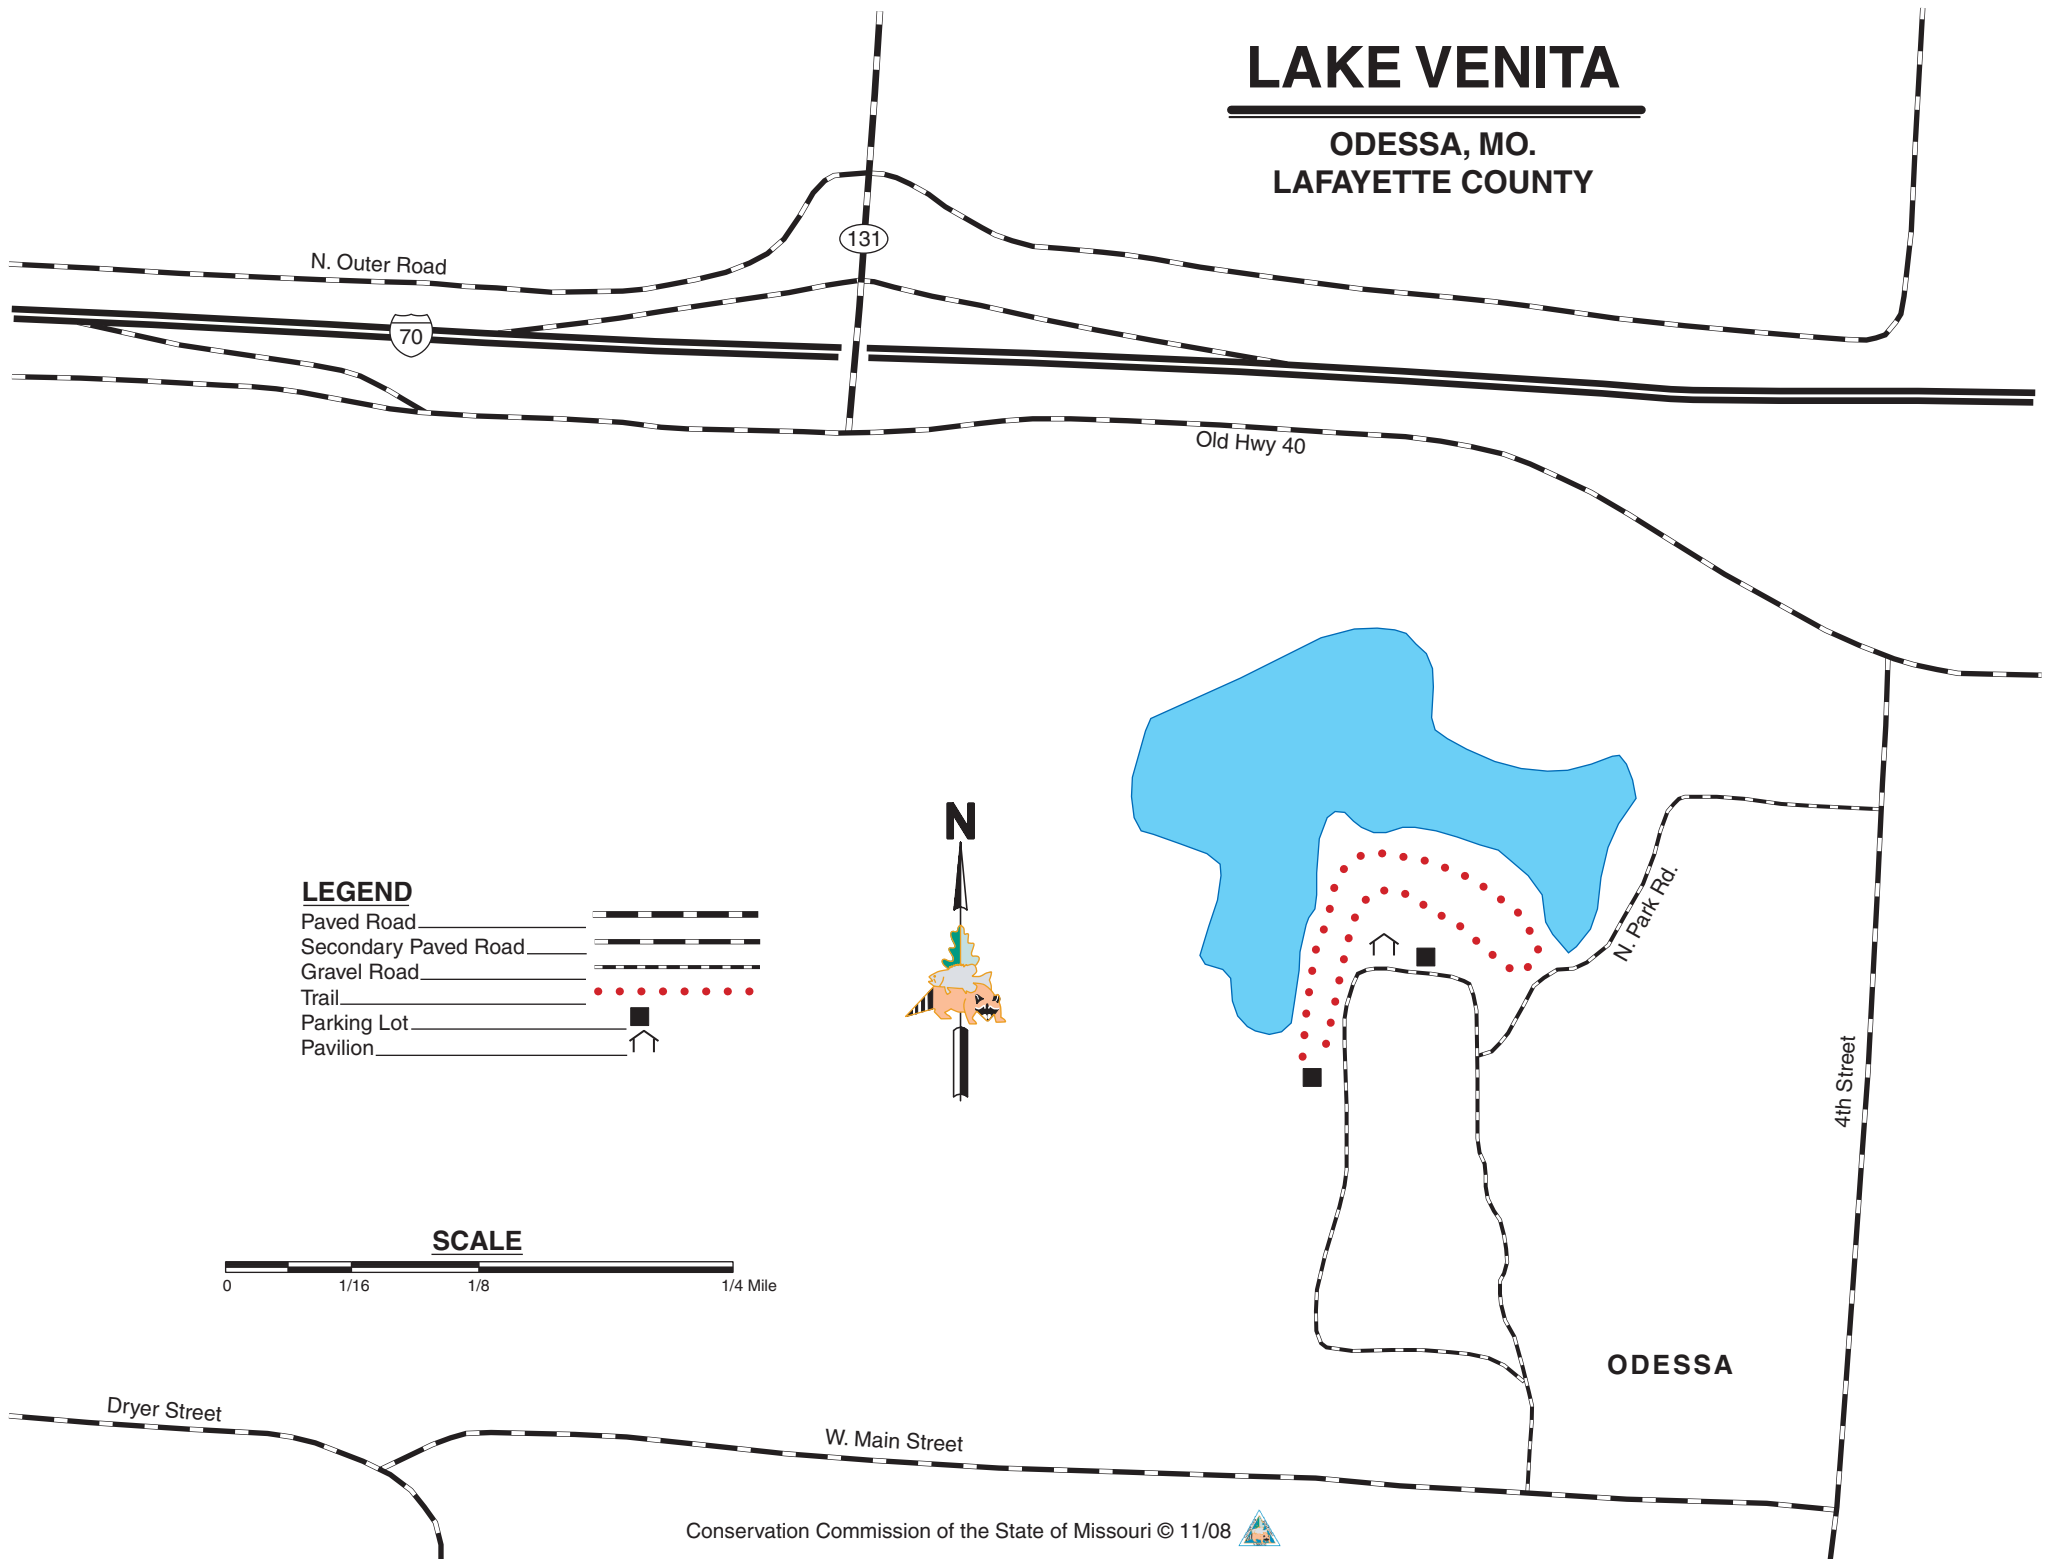 LAKE VENITA
ODESSA, MO.
LAFAYETTE COUNTY
131
N. Outer Road
70
Old Hwy 40
N
N. Park Rd.
LEGEND
Paved Road
Secondary Paved Road
Gravel Road
Trail
Parking Lot
Pavilion
4th Street
SCALE
0 1/16 1/8 1/4 Mile
ODESSA
Dryer Street
W. Main Street
Conservation Commission of the State of Missouri © 11/08